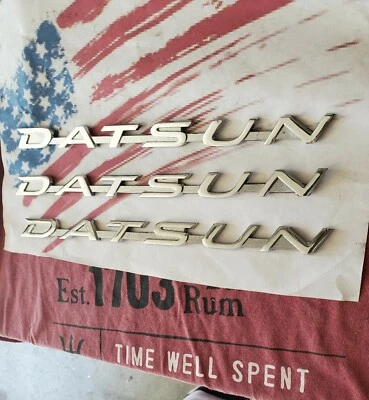 DATSUN
DATSUN
DATSUN
Est. 1703 Rum
TIME WELL SPENT